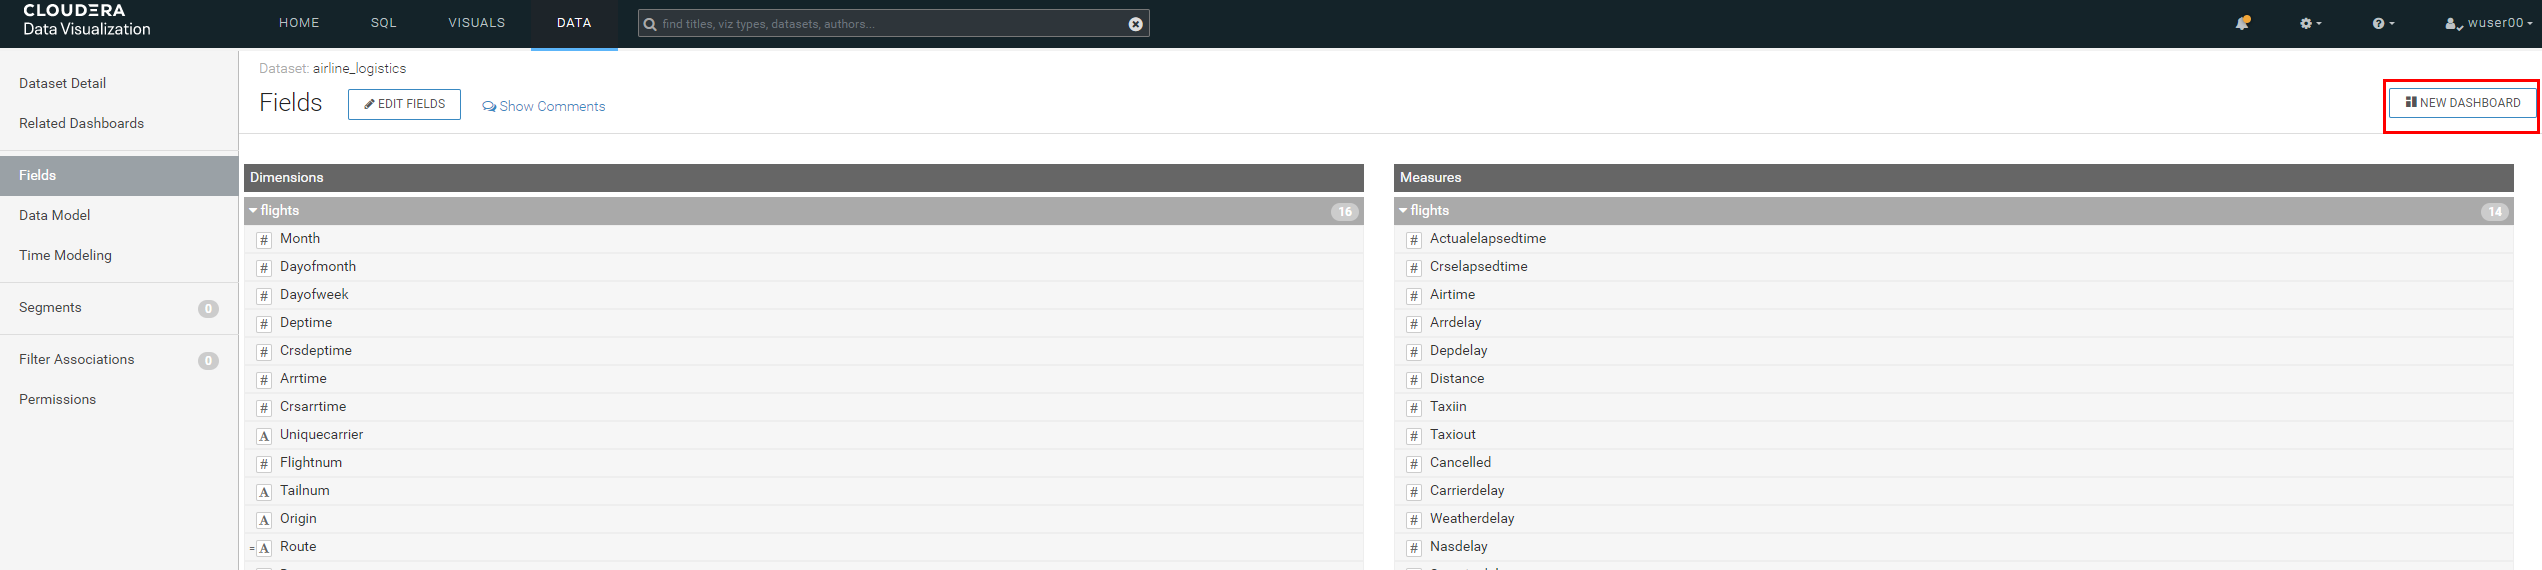 CLOUDERA
Data Visualization
HOME
SQL
VISUALS
DATA
find titles, viz types, datasets, authors...
wuser00
Dataset Detail
Related Dashboards
Fields
Data Model
Time Modeling
Segments 0
Filter Associations 0
Permissions
Dataset: airline_logistics
Fields
EDIT FIELDS
Show Comments
NEW DASHBOARD
Dimensions
flights 16
# Month
# Dayofmonth
# Dayofweek
# Deptime
# Crsdeptime
# Arrtime
# Crsarrtime
A Uniquecarrier
# Flightnum
A Tailnum
A Origin
= A Route
Measures
flights 14
# Actualelapsedtime
# Crselapsedtime
# Airtime
# Arrdelay
# Depdelay
# Distance
# Taxiin
# Taxiout
# Cancelled
# Carrierdelay
# Weatherdelay
# Nasdelay